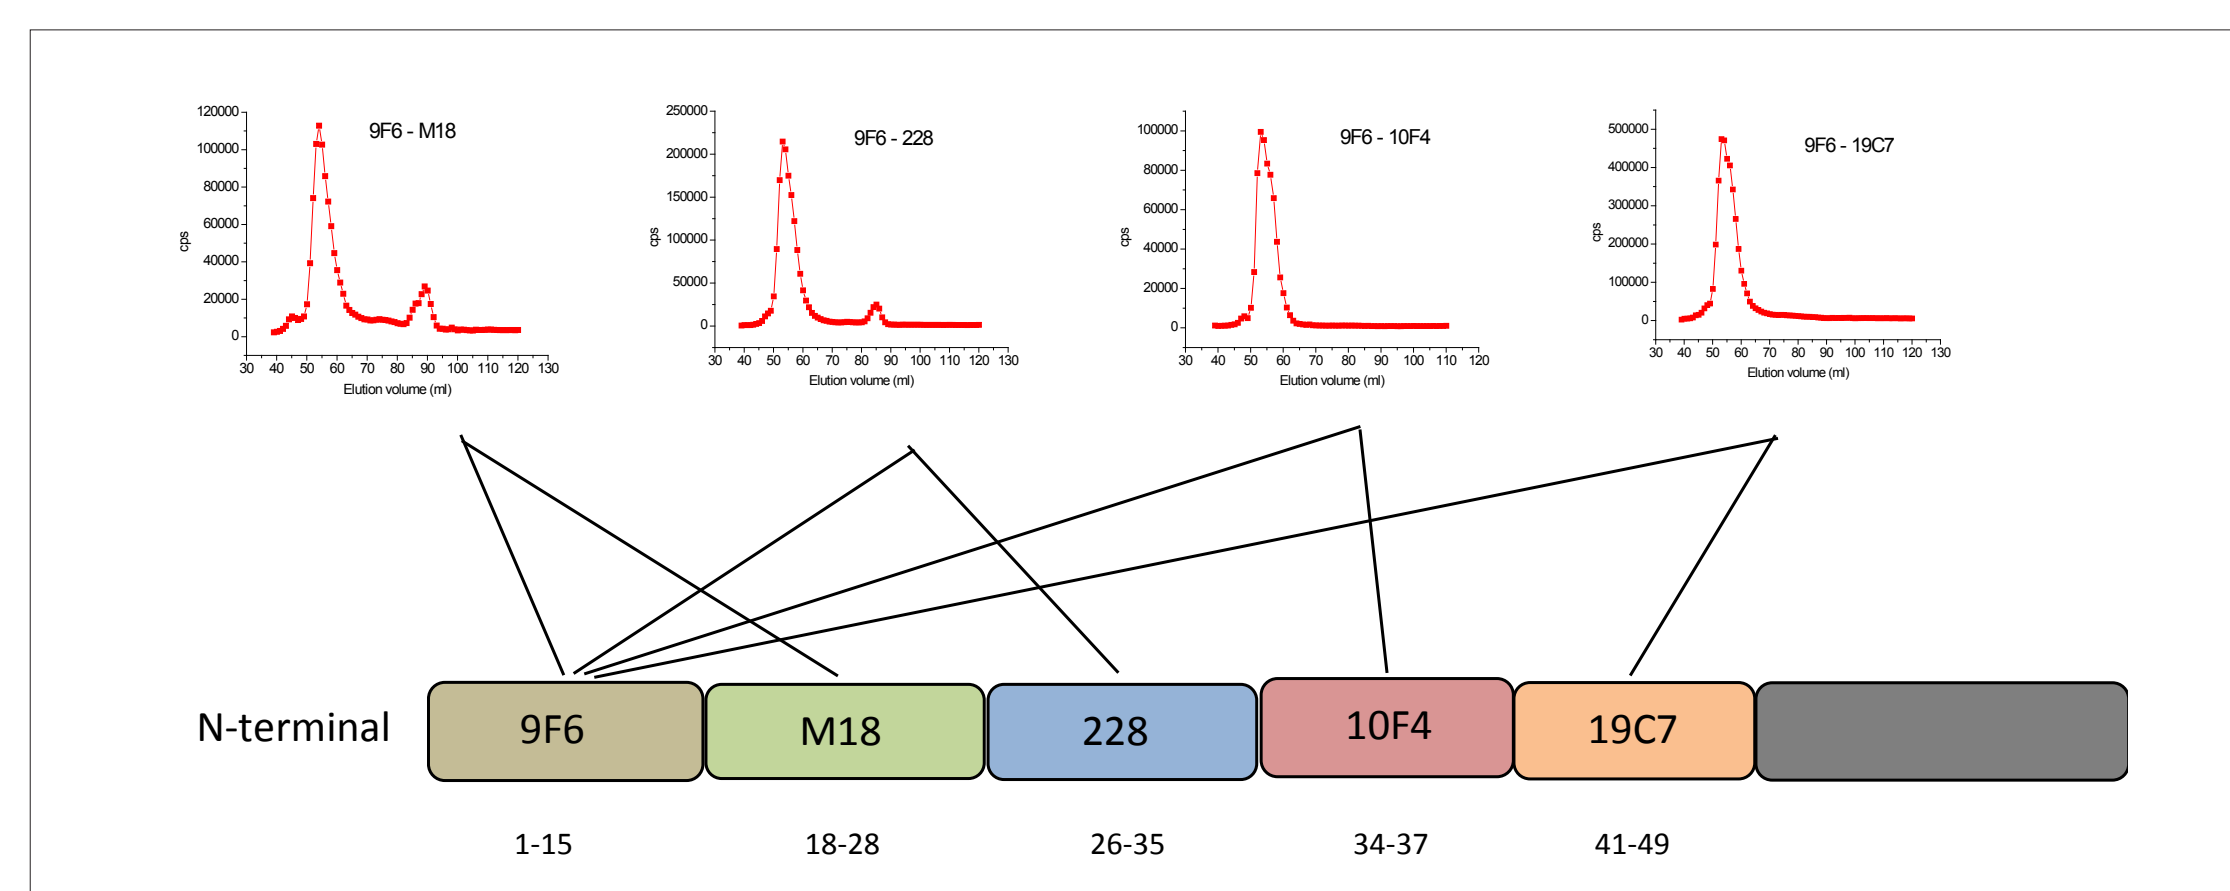 9F6 - M18
120000
100000
80000
60000
40000
20000
0
cps
30 40 50 60 70 80 90 100 110 120 130
Elution volume (ml)
9F6 - 228
250000
200000
150000
100000
50000
0
cps
30 40 50 60 70 80 90 100 110 120 130
Elution volume (ml)
9F6 - 10F4
100000
80000
60000
40000
20000
0
cps
30 40 50 60 70 80 90 100 110 120
Elution volume (ml)
9F6 - 19C7
500000
400000
300000
200000
100000
0
cps
30 40 50 60 70 80 90 100 110 120 130
Elution volume (ml)
N-terminal 9F6 M18 228 10F4 19C7
1-15 18-28 26-35 34-37 41-49